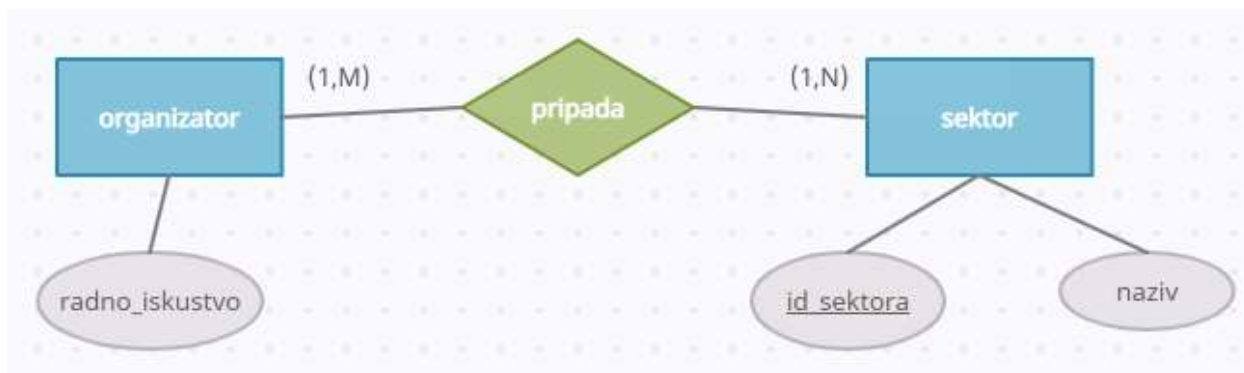 (1,M)
(1,N)
organizator
pripada
sektor
radno_iskustvo
id_sektora
naziv